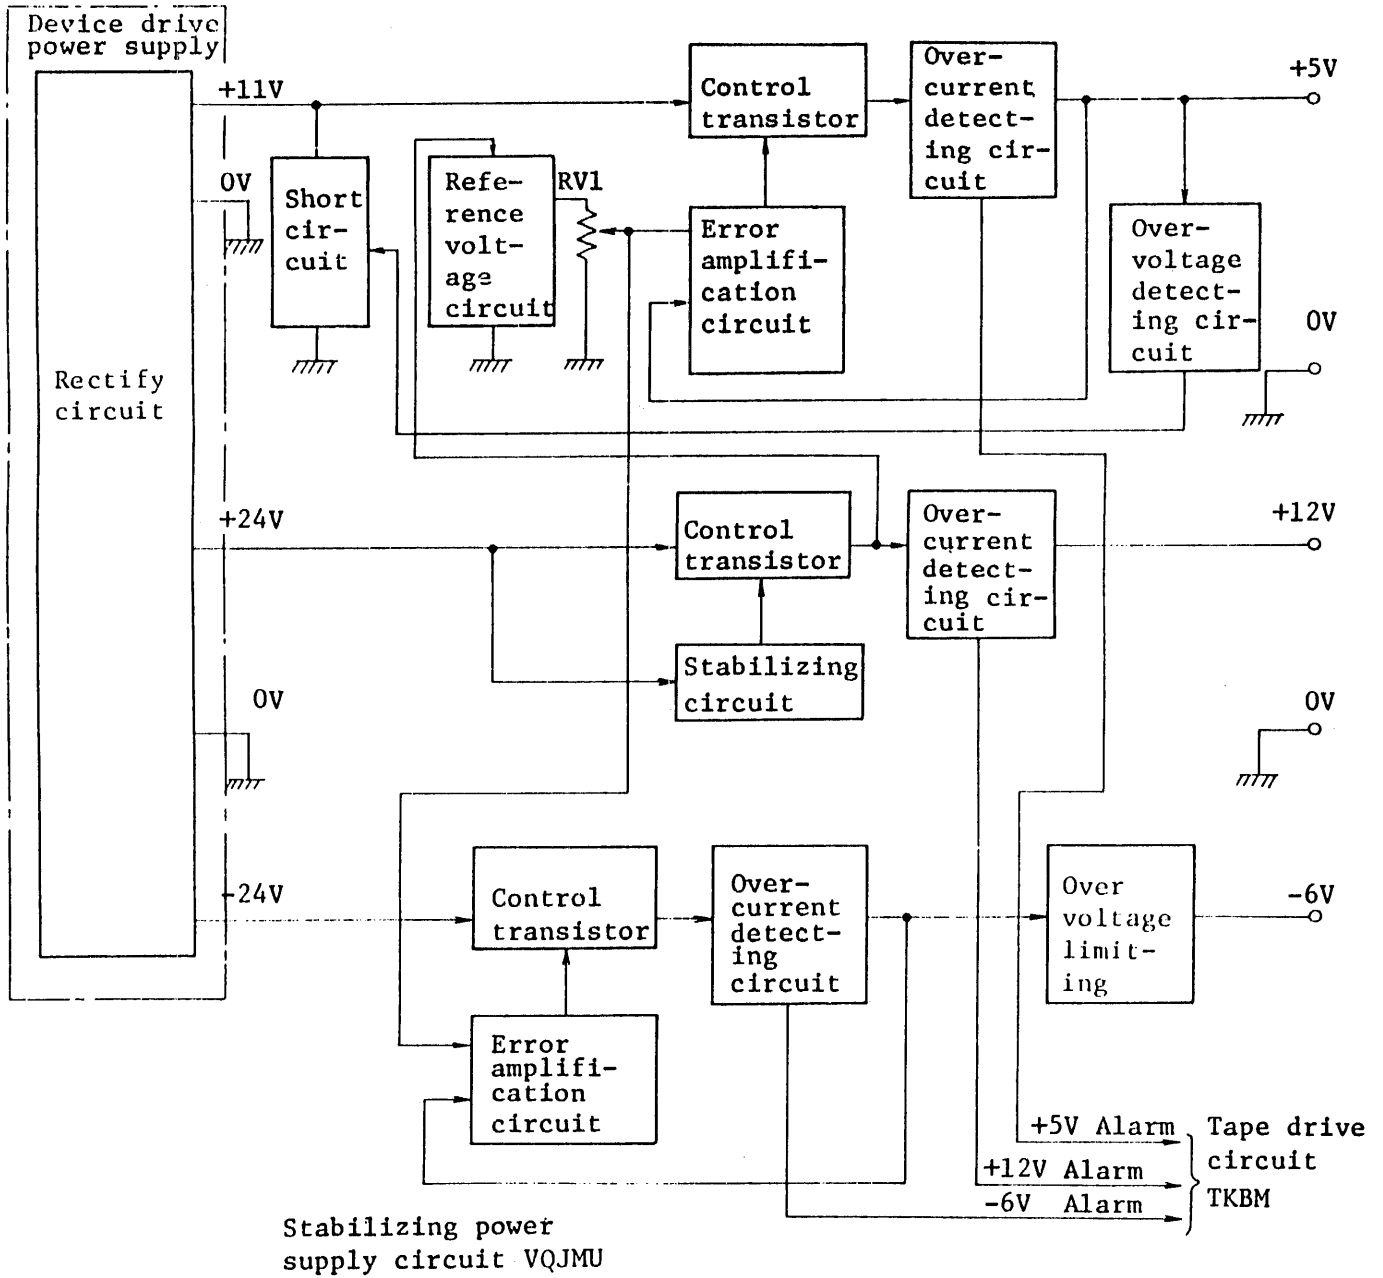 Device drive
power supply
+11V
0V
Rectify
circuit
Short
cir-
cuit
Refe-
rence
volt-
age
circuit
RV1
Control
transistor
Error
amplifi-
cation
circuit
Over-
current
detect-
ing cir-
cuit
+5V
Over-
voltage
detect-
ing cir-
cuit
0V
+24V
Control
transistor
Stabilizing
circuit
Over-
current
detect-
ing cir-
cuit
+12V
0V
0V
-24V
Control
transistor
Error
amplifi-
cation
circuit
Over-
current
detect-
ing
circuit
Over
voltage
limit-
ing
-6V
+5V Alarm
+12V Alarm
-6V Alarm
Tape drive
circuit
TKBM
Stabilizing power
supply circuit VQJMU